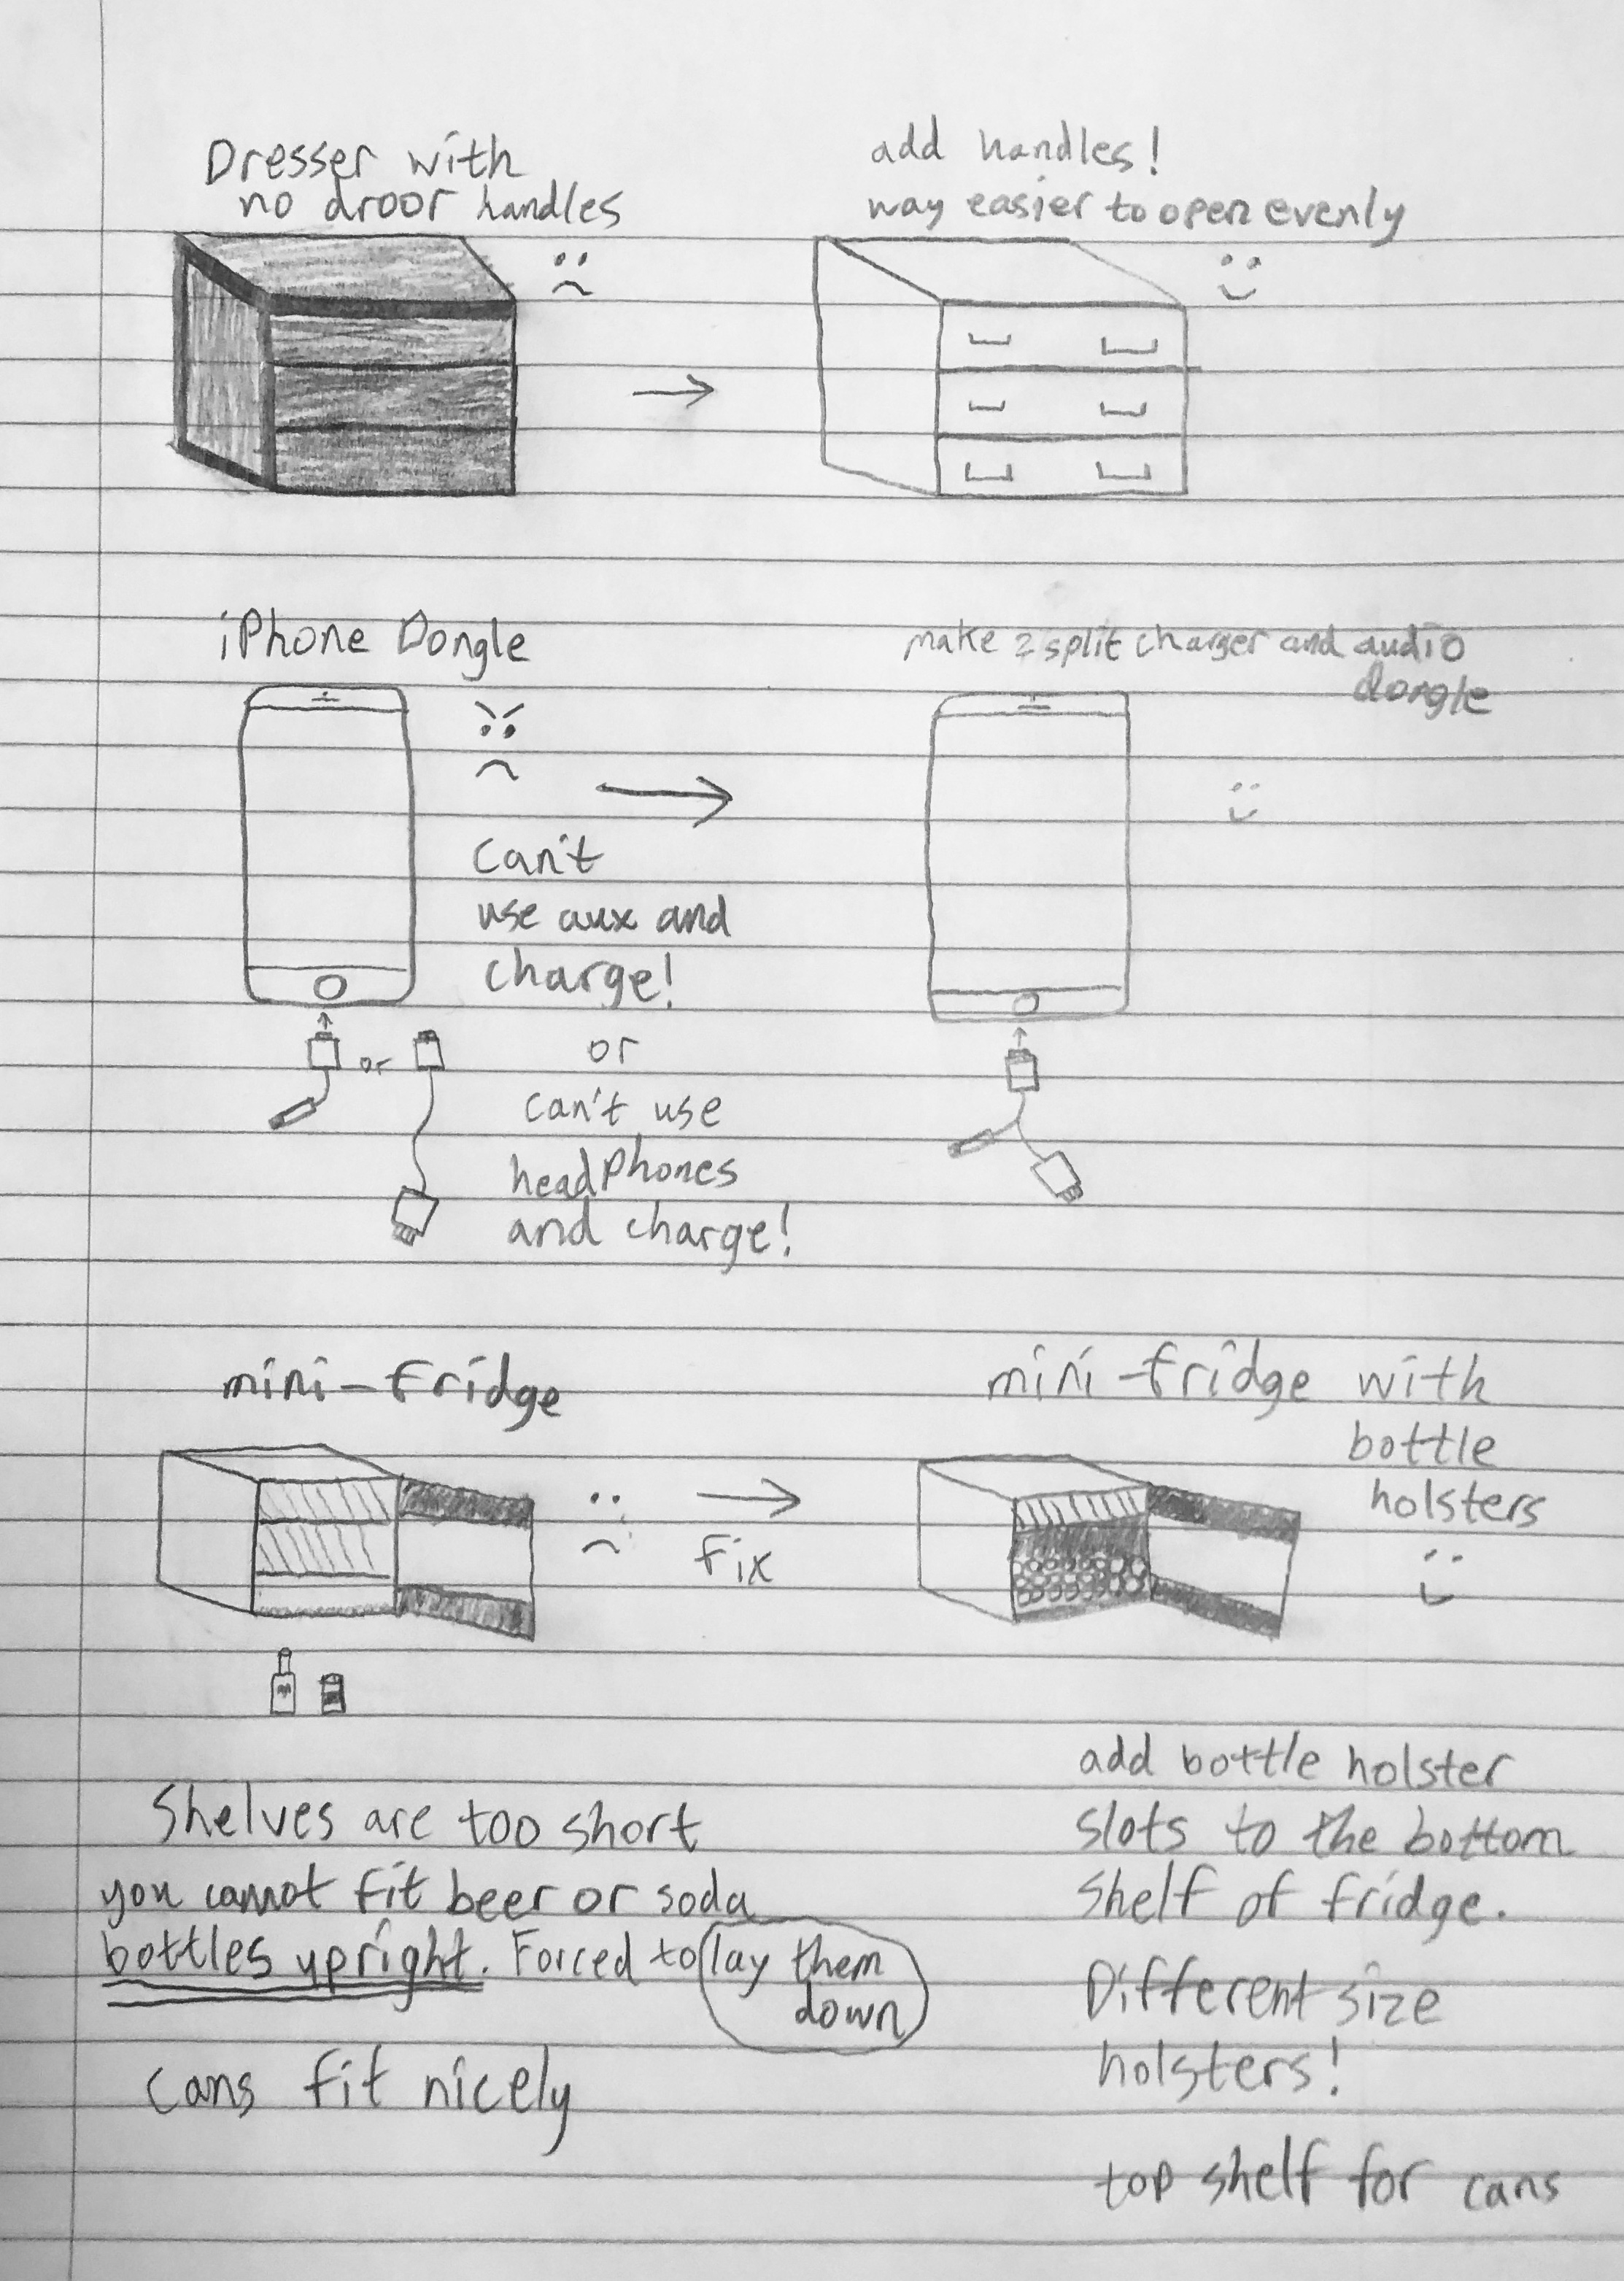 Dresser with
no droor handles
add handles!
way easier to open evenly
iPhone Dongle
Can't
use aux and
charge!
or
or
can't use
headphones
and charge!
make 2 split charger and audio
dongle
mini-fridge
Fix
mini-fridge with
bottle
holsters
Shelves are too short
you cannot fit beer or soda
bottles upright. Forced to lay them
down
Cans fit nicely
add bottle holster
slots to the bottom
shelf of fridge.
Different size
holsters!
top shelf for cans